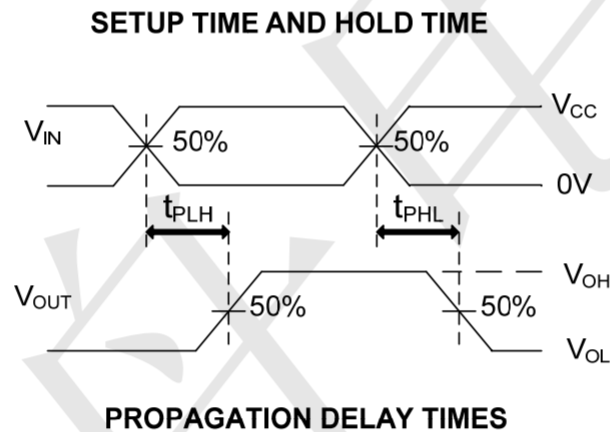 SETUP TIME AND HOLD TIME
VIN
50%
50%
VCC
0V
tPLH
tPHL
VOUT
50%
50%
VOH
VOL
PROPAGATION DELAY TIMES